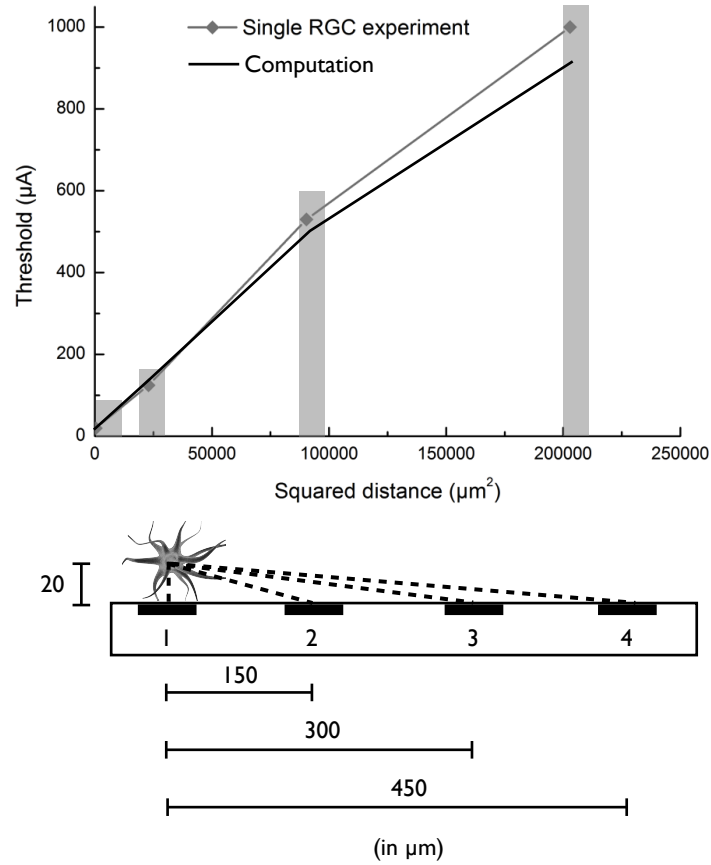 Single RGC experiment
Computation
1000
800
600
400
200
0
Threshold (µA)
0 50000 100000 150000 200000 250000
Squared distance (µm²)
20
1 2 3 4
150
300
450
(in µm)